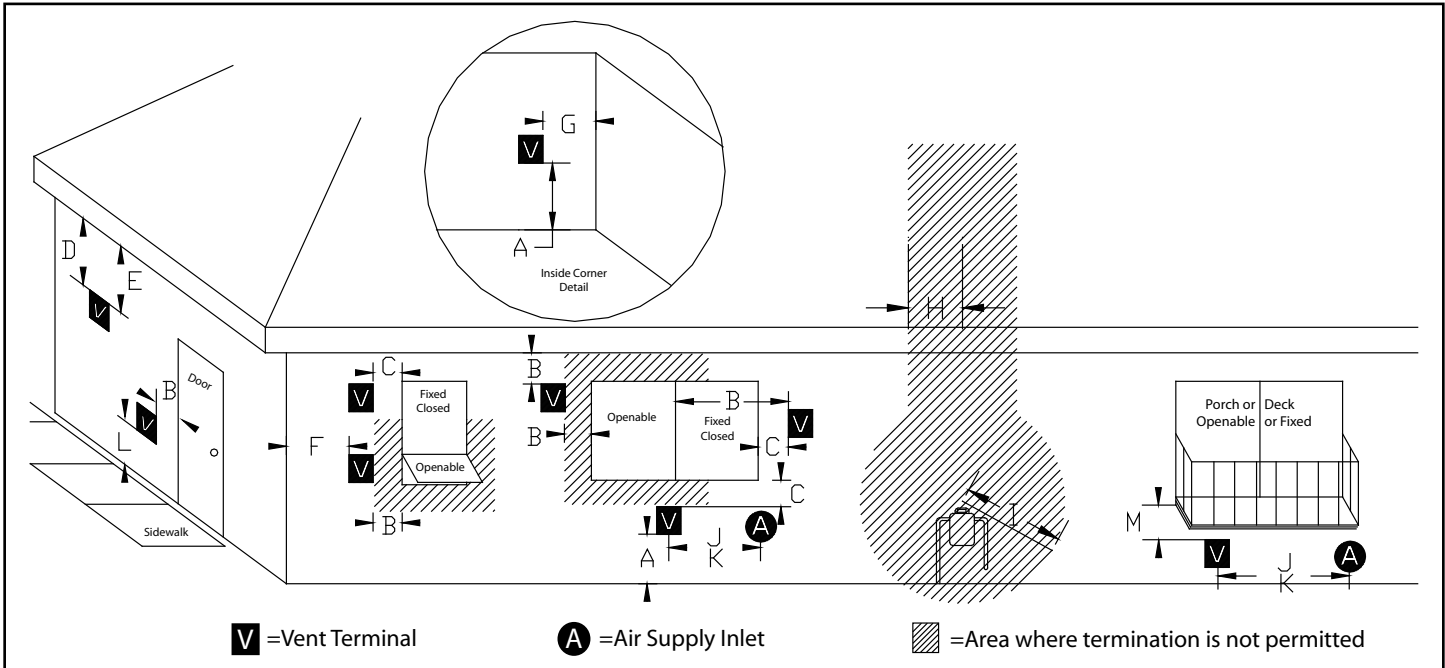 G
V
A
Inside Corner
Detail
D
E
V
H
Door
B
V
L
Sidewalk
F
C
V
Fixed
Closed
V
Openable
B
B
V
B
Openable
B
Fixed
Closed
V
C
C
V
A
A
J
K
I
Porch or Deck
Openable or Fixed
M
V
J
K
A
V =Vent Terminal
A =Air Supply Inlet
=Area where termination is not permitted